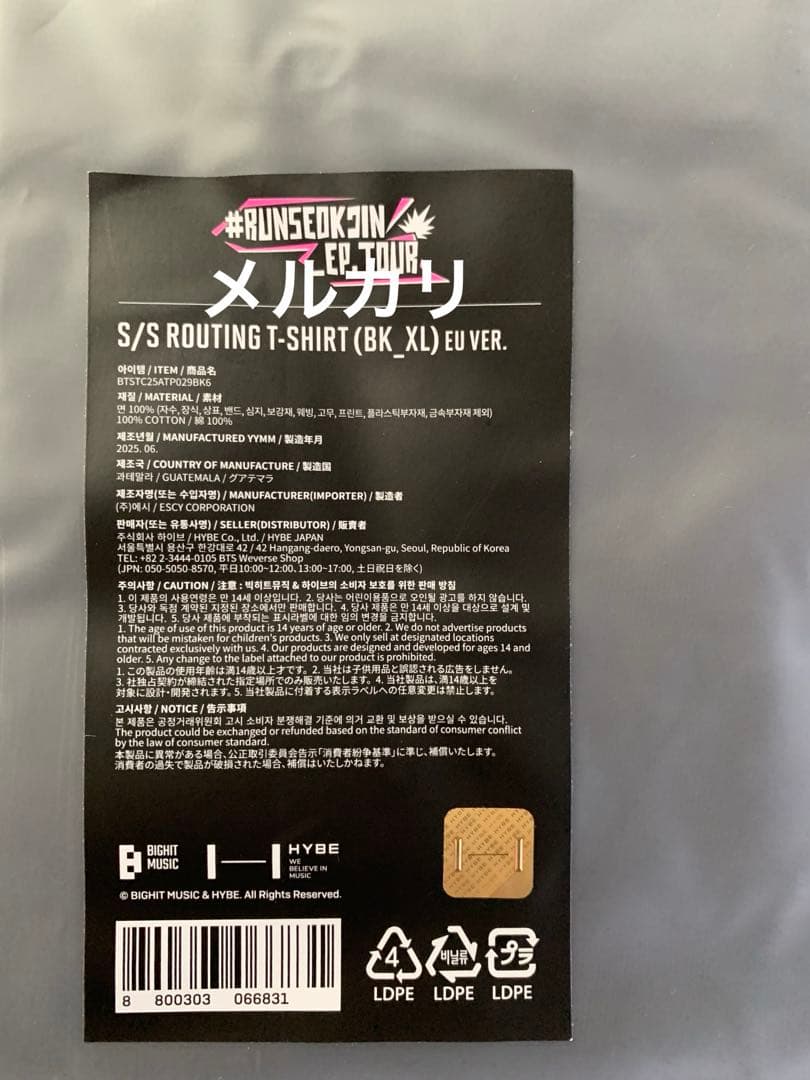 #RUNSEOKJIN
EP.TOUR
メルカリ
S/S ROUTING T-SHIRT (BK_XL) EU VER.
아이템 / ITEM / 商品名
BTSTC25ATP029BK6
재질 / MATERIAL / 素材
면 100% (자수, 장식, 상표, 밴드, 심지, 보강재, 웨빙, 고무, 프린트, 플라스틱부자재, 금속부자재 제외)
100% COTTON / 綿 100%
제조년월 / MANUFACTURED YYMM / 製造年月
2025. 06.
제조국 / COUNTRY OF MANUFACTURE / 製造国
과테말라 / GUATEMALA / グアテマラ
제조자명(또는 수입자명) / MANUFACTURER(IMPORTER) / 製造者
(주)에시 / ESCY CORPORATION
판매자(또는 유통사명) / SELLER(DISTRIBUTOR) / 販賣者
주식회사 하이브 / HYBE Co., Ltd. / HYBE JAPAN
서울특별시 용산구 한강대로 42 / 42 Hangang-daero, Yongsan-gu, Seoul, Republic of Korea
TEL: +82 2-3444-0105 BTS Weverse Shop
(JPN: 050-5050-8570, 平日10:00~12:00、13:00~17:00, 土日祝日を除く)
주의사항 / CAUTION / 注意 : 빅히트뮤직 & 하이브의 소비자 보호를 위한 판매 방침
1. 이 제품의 사용연령은 만 14세 이상입니다. 2. 당사는 어린이용품으로 오인될 광고를 하지 않습니다.
3. 당사와 독점 계약된 지정된 장소에서만 판매합니다. 4. 당사 제품은 만 14세 이상을 대상으로 설계 및
개발됩니다. 5. 당사 제품에 부착되는 표시라벨에 대한 임의 변경을 금지합니다.
1. The age of use of this product is 14 years of age or older. 2. We do not advertise products
that will be mistaken for children's products. 3. We only sell at designated locations
contracted exclusively with us. 4. Our products are designed and developed for ages 14 and
older. 5. Any change to the label attached to our product is prohibited.
1. この製品の使用年齢は満14歳以上才です。2. 当社は子供用品と誤認される広告をしません。
3. 社独占契約が締結された指定場所でのみ販売いたします。4. 当社製品は、満14歳以上を
対象に設計・開発されます。5. 当社製品に付着する表示ラベルへの任意変更は禁止します。
고시사항 / NOTICE / 告示事項
본 제품은 공정거래위원회 고시 소비자 분쟁해결 기준에 의거 교환 및 보상을 받으실 수 있습니다.
The product could be exchanged or refunded based on the standard of consumer conflict
by the law of consumer standard.
本製品に異常がある場合、公正取引委員会告示「消費者紛争基準」に準じ、補償いたします。
消費者の過失で製品が破損された場合、補償はいたしかねます。
BIGHIT
MUSIC
HYBE
WE
BELIEVE IN
MUSIC
© BIGHIT MUSIC & HYBE. All Rights Reserved.
8 800303 066831
4
LDPE
비닐류
LDPE
プラ
LDPE